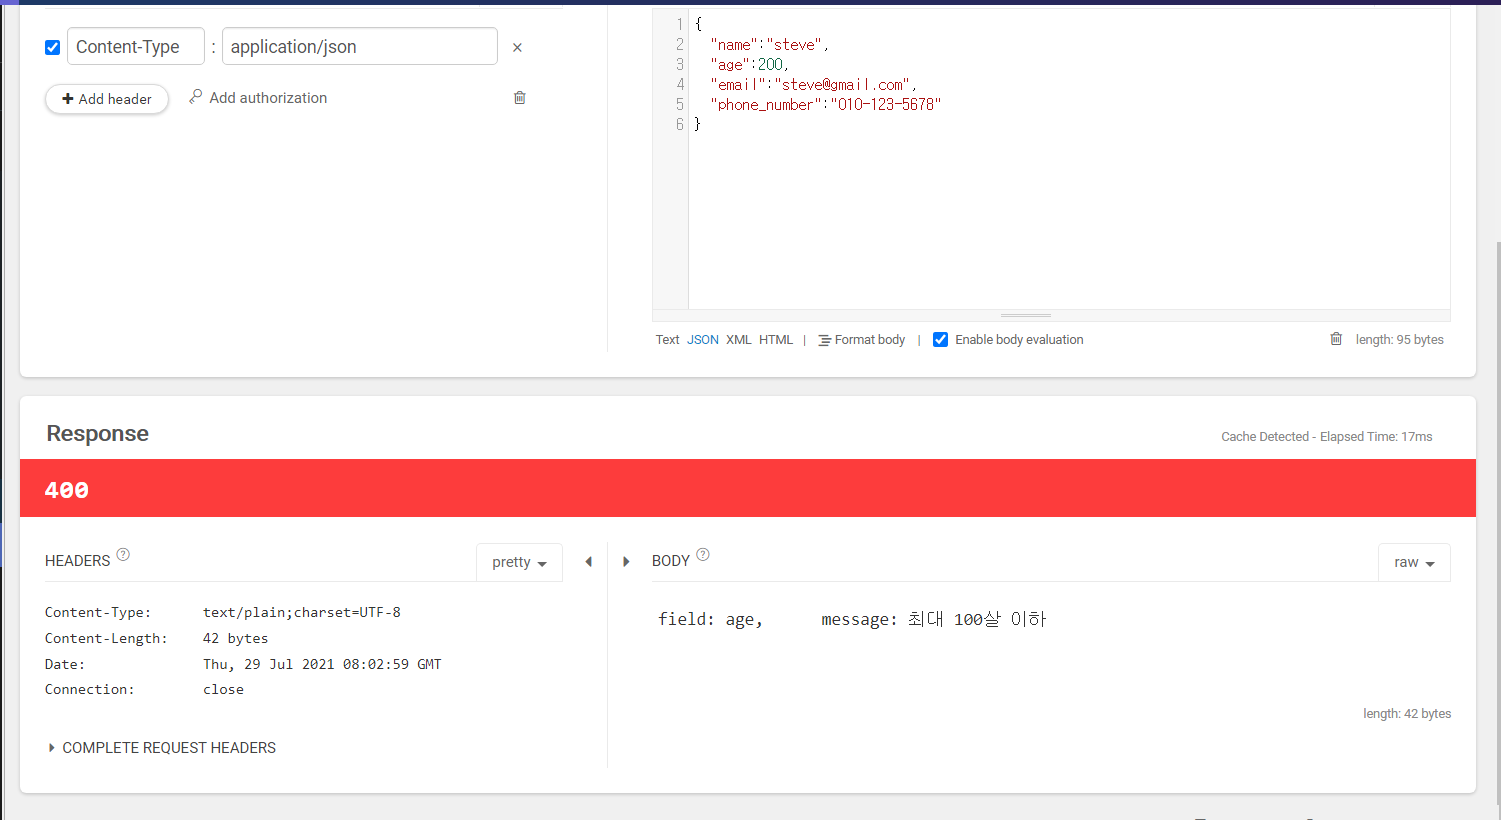 Content-Type : application/json ×
+ Add header Add authorization
1 {
2 "name":"steve",
3 "age":200,
4 "email":"steve@gmail.com",
5 "phone_number":"010-123-5678"
6 }
Text JSON XML HTML | Format body | Enable body evaluation length: 95 bytes
Response
Cache Detected - Elapsed Time: 17ms
400
HEADERS ? pretty
Content-Type: text/plain;charset=UTF-8
Content-Length: 42 bytes
Date: Thu, 29 Jul 2021 08:02:59 GMT
Connection: close
COMPLETE REQUEST HEADERS
BODY ? raw
field: age, message: 최대 100살 이하
length: 42 bytes